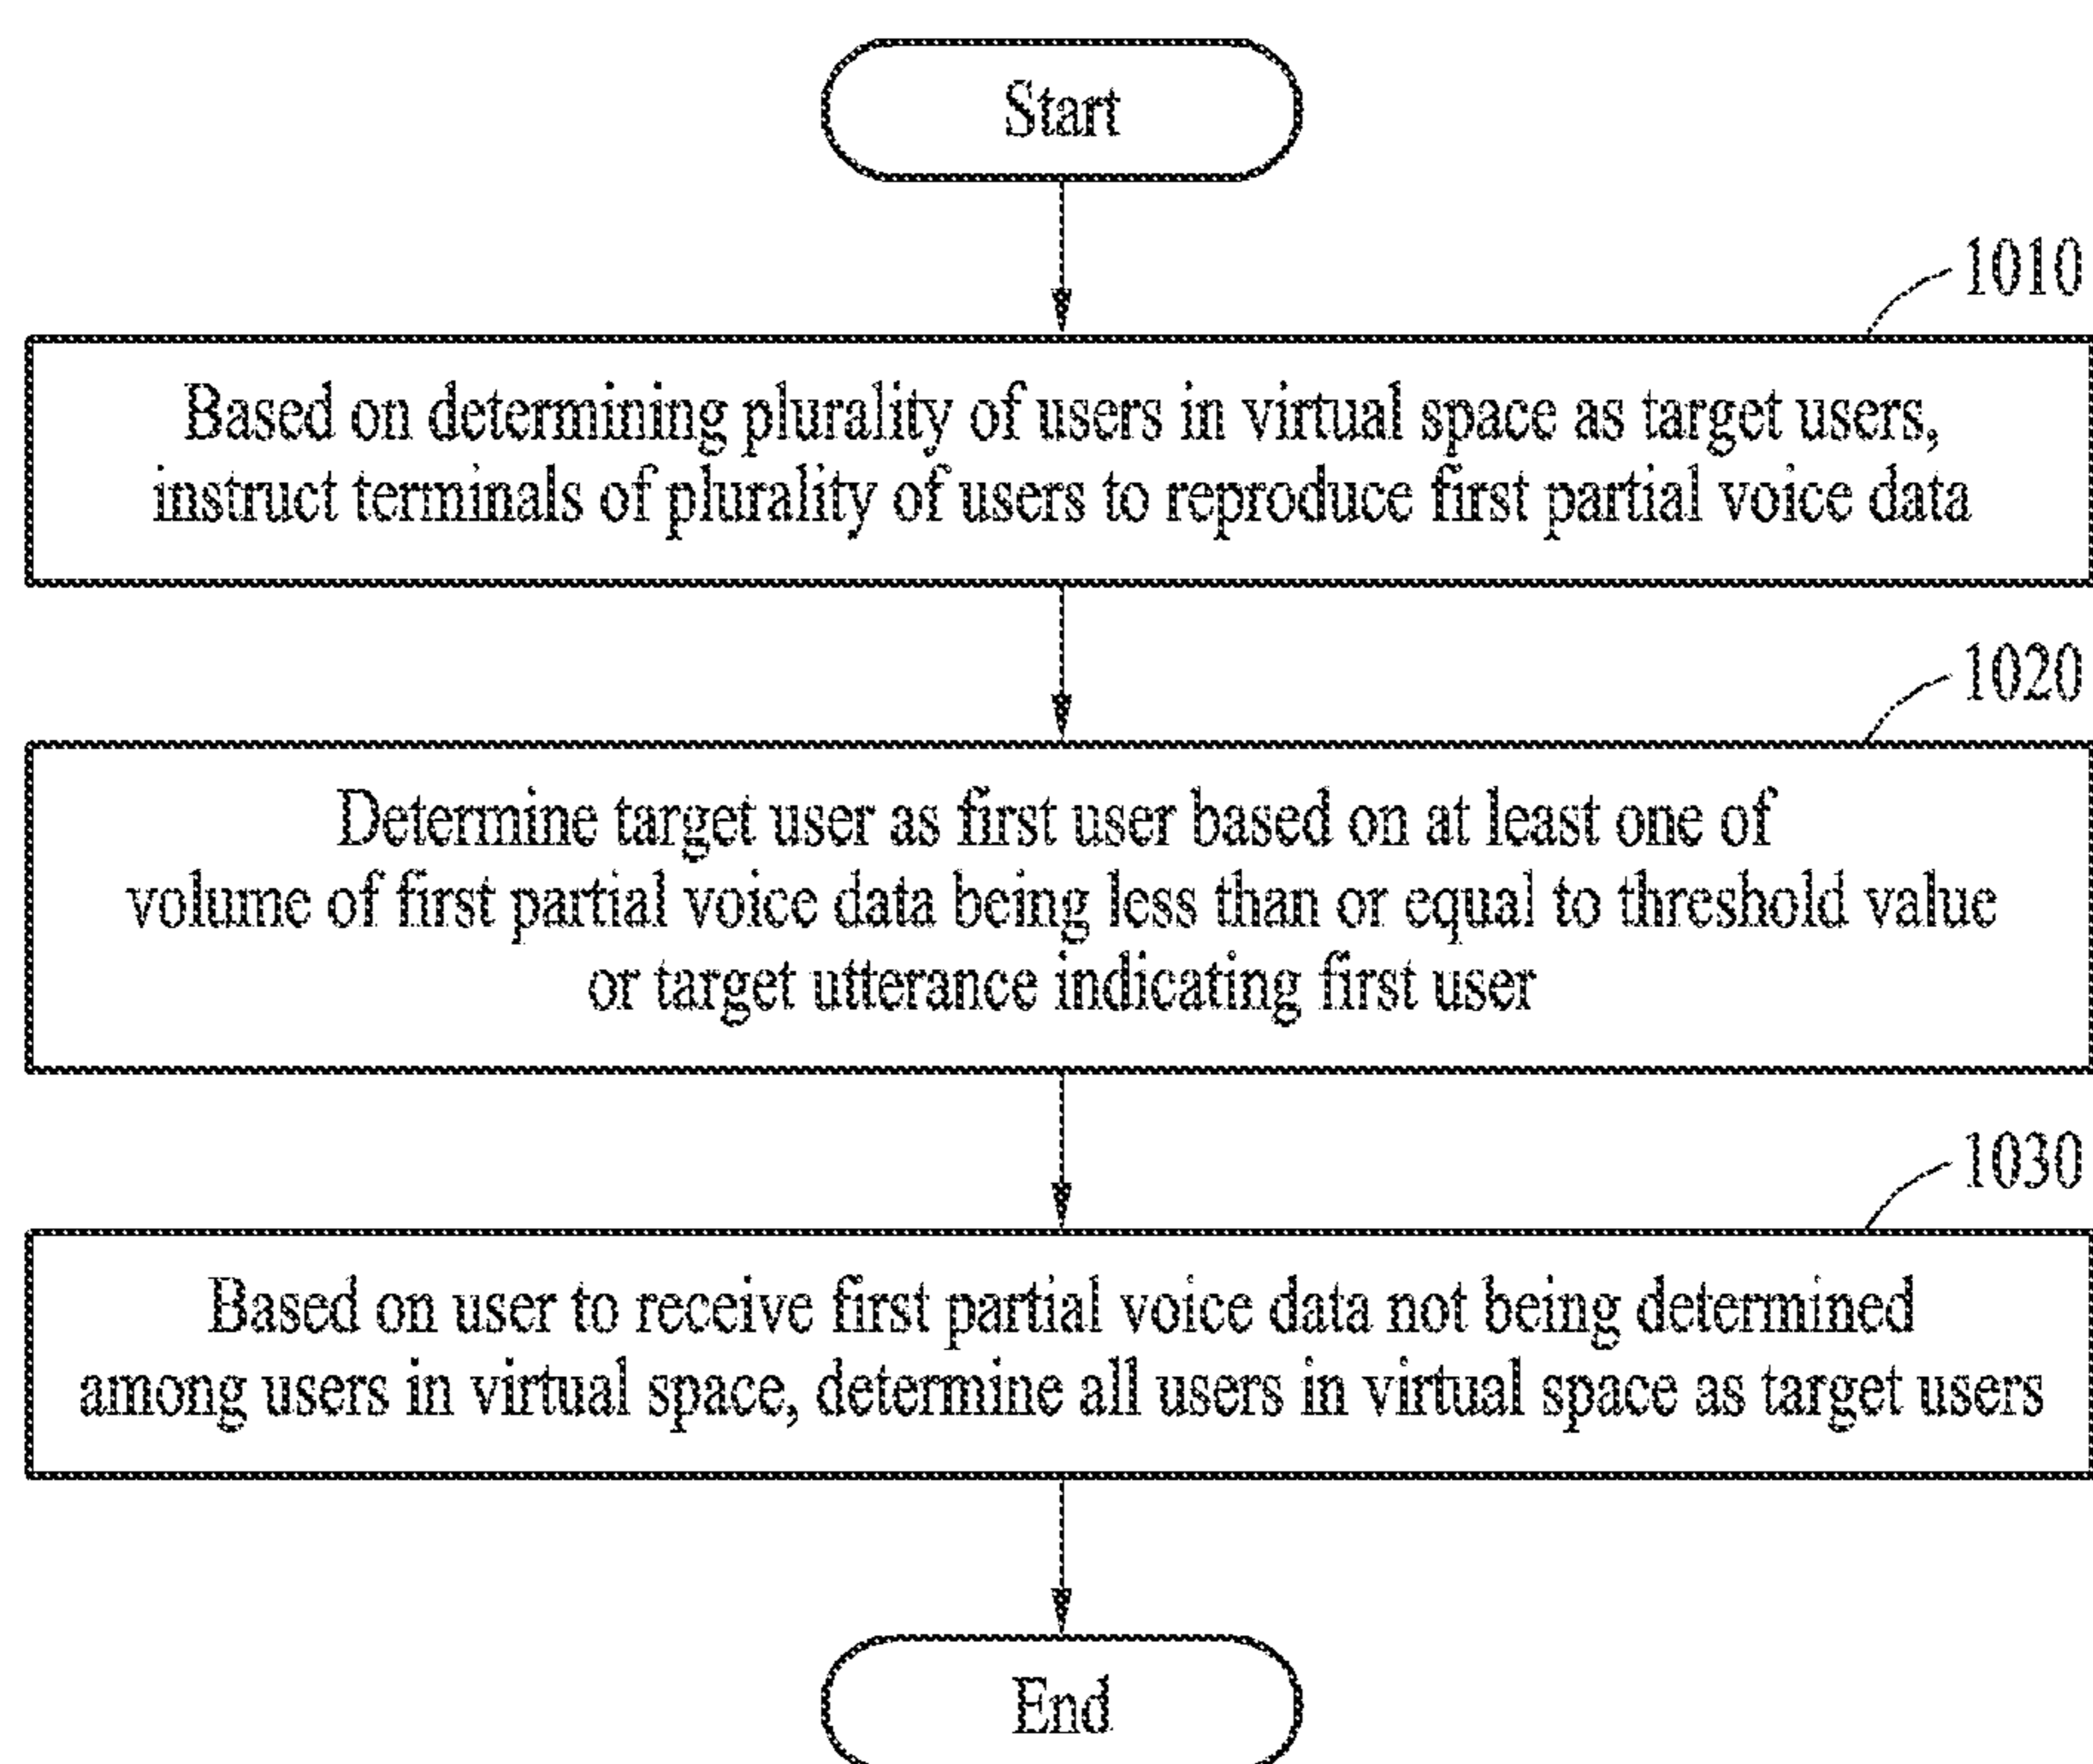 Start
1010
Based on determining plurality of users in virtual space as target users,
instruct terminals of plurality of users to reproduce first partial voice data
1020
Determine target user as first user based on at least one of
volume of first partial voice data being less than or equal to threshold value
or target utterance indicating first user
1030
Based on user to receive first partial voice data not being determined
among users in virtual space, determine all users in virtual space as target users
End